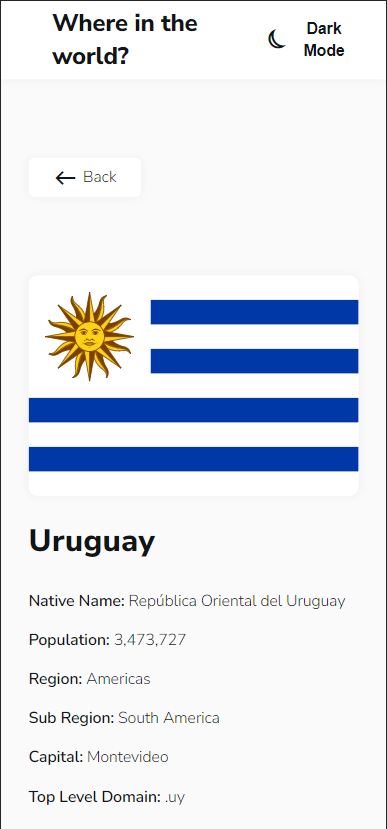 Where in the
world?
Dark
Mode
Back
Uruguay
Native Name: República Oriental del Uruguay
Population: 3,473,727
Region: Americas
Sub Region: South America
Capital: Montevideo
Top Level Domain: .uy